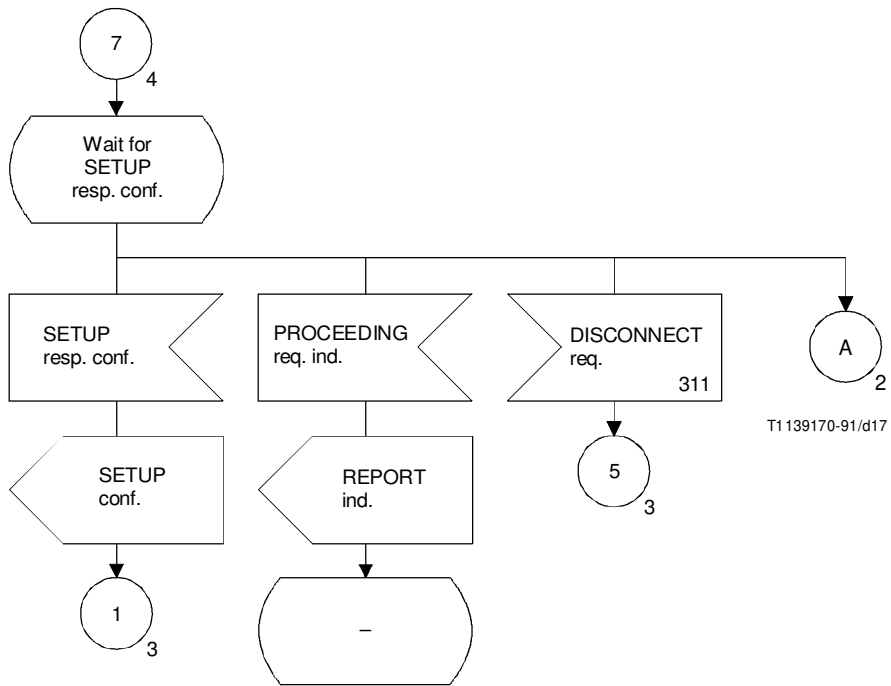 7
4
Wait for
SETUP
resp. conf.
SETUP
resp. conf.
PROCEEDING
req. ind.
DISCONNECT
req.
311
A
2
T1139170-91/d17
SETUP
conf.
REPORT
ind.
5
3
1
3
–